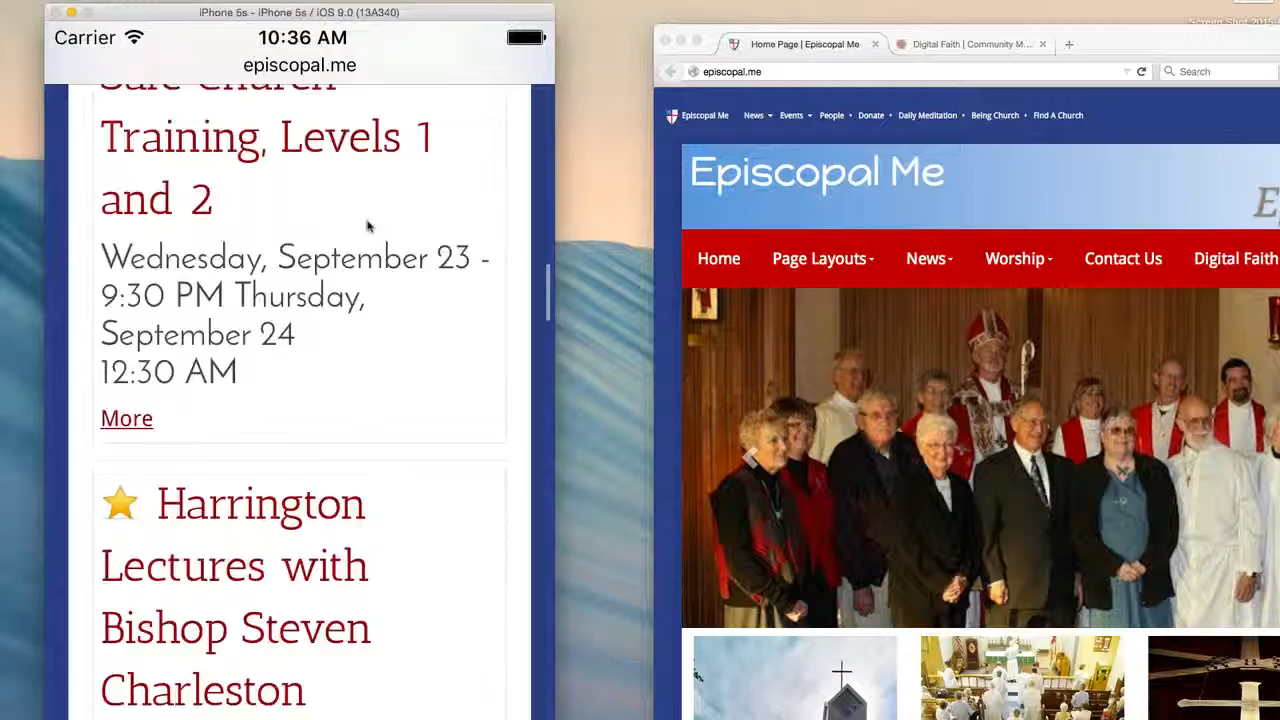 iPhone 5s - iPhone 5s / iOS 9.0 (13A340)
Carrier 10:36 AM
episcopal.me
Safe Church
Training, Levels 1
and 2
Wednesday, September 23 -
9:30 PM Thursday,
September 24
12:30 AM
More
Harrington
Lectures with
Bishop Steven
Charleston
Home Page | Episcopal Me
Digital Faith | Community M...
episcopal.me
Search
Episcopal Me News Events People Donate Daily Meditation Being Church Find A Church
Episcopal Me
Home Page Layouts News Worship Contact Us Digital Faith